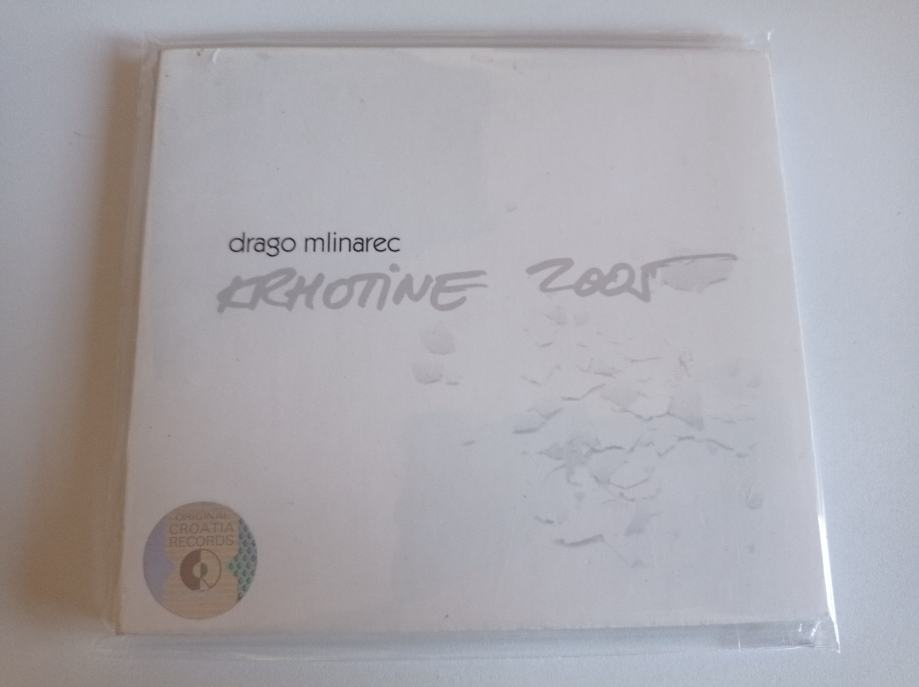 drago mlinarec
KRHOTINE 2005
ORIGINAL
CROATIA
RECORDS